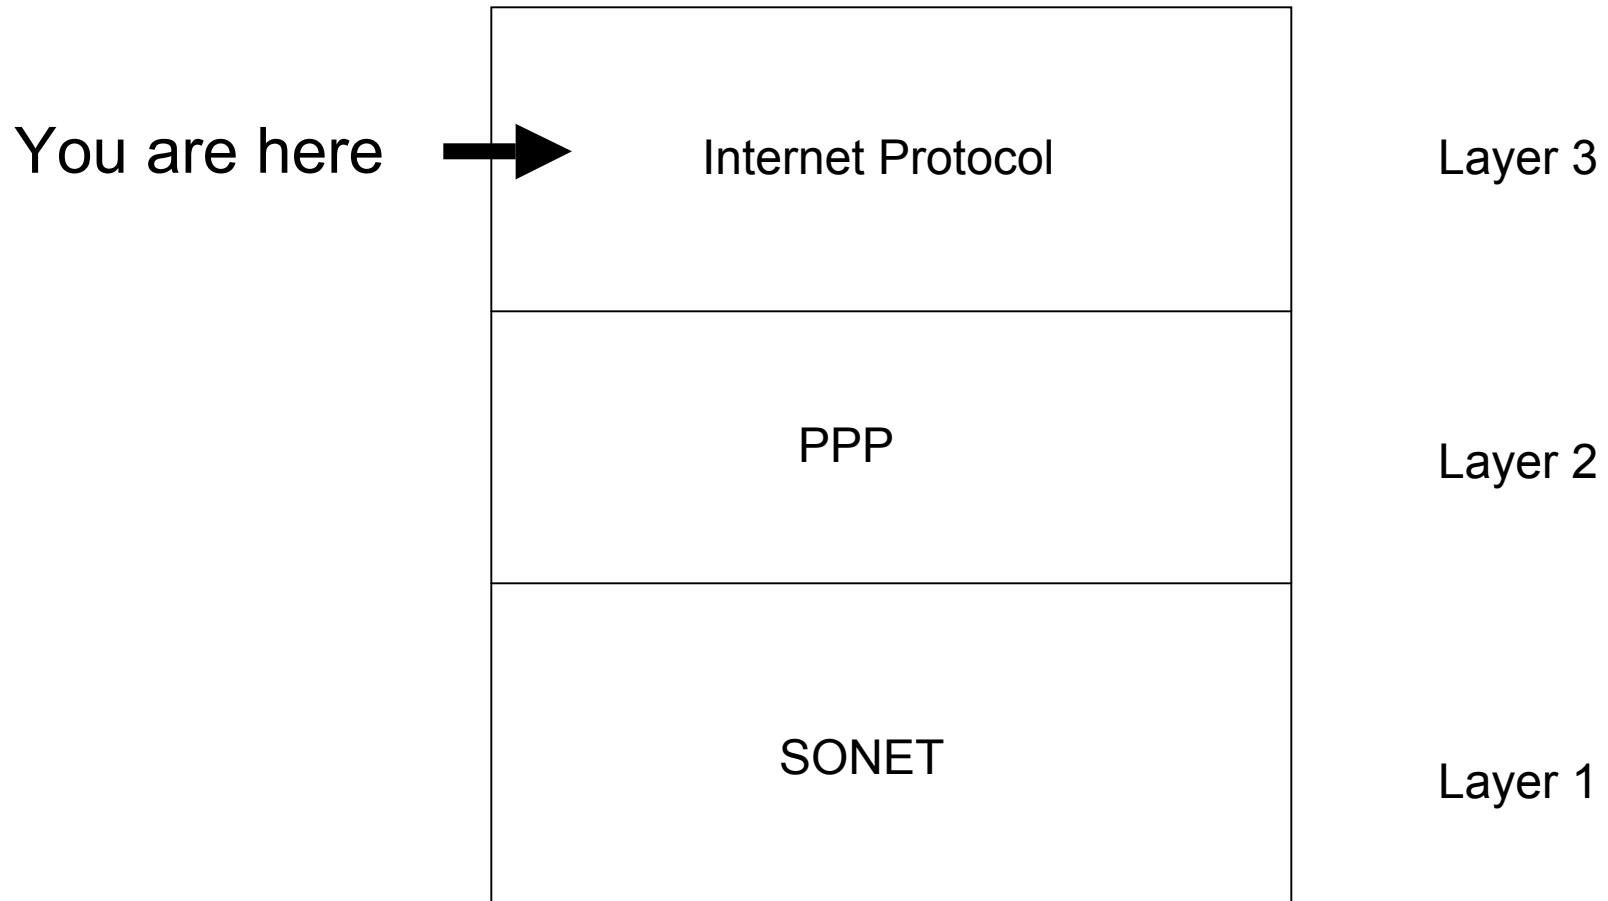 You are here
Internet Protocol
Layer 3
PPP
Layer 2
SONET
Layer 1